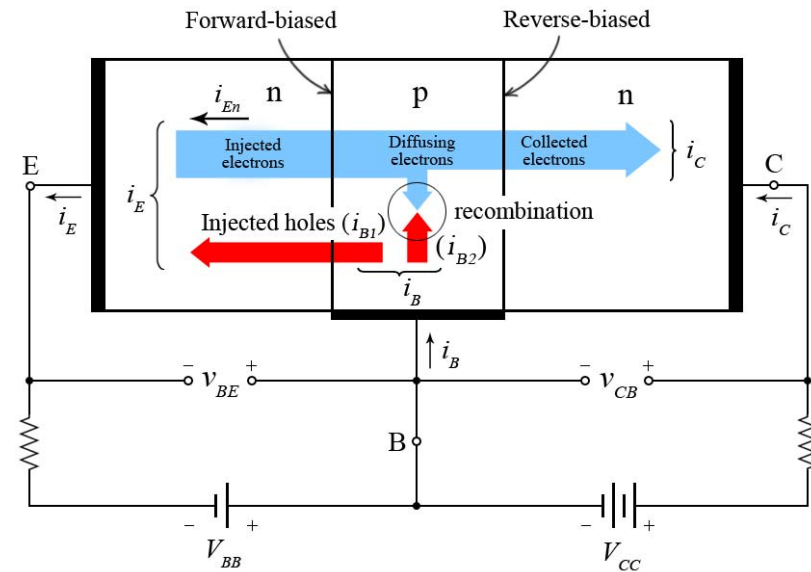 Forward-biased
Reverse-biased
n
p
n
i_En
Injected
electrons
Diffusing
electrons
Collected
electrons
i_C
E
C
i_E
i_E
i_C
Injected holes (i_B1)
recombination
(i_B2)
i_B
i_B
− v_BE +
− v_CB +
B
− +
− +
V_BB
V_CC